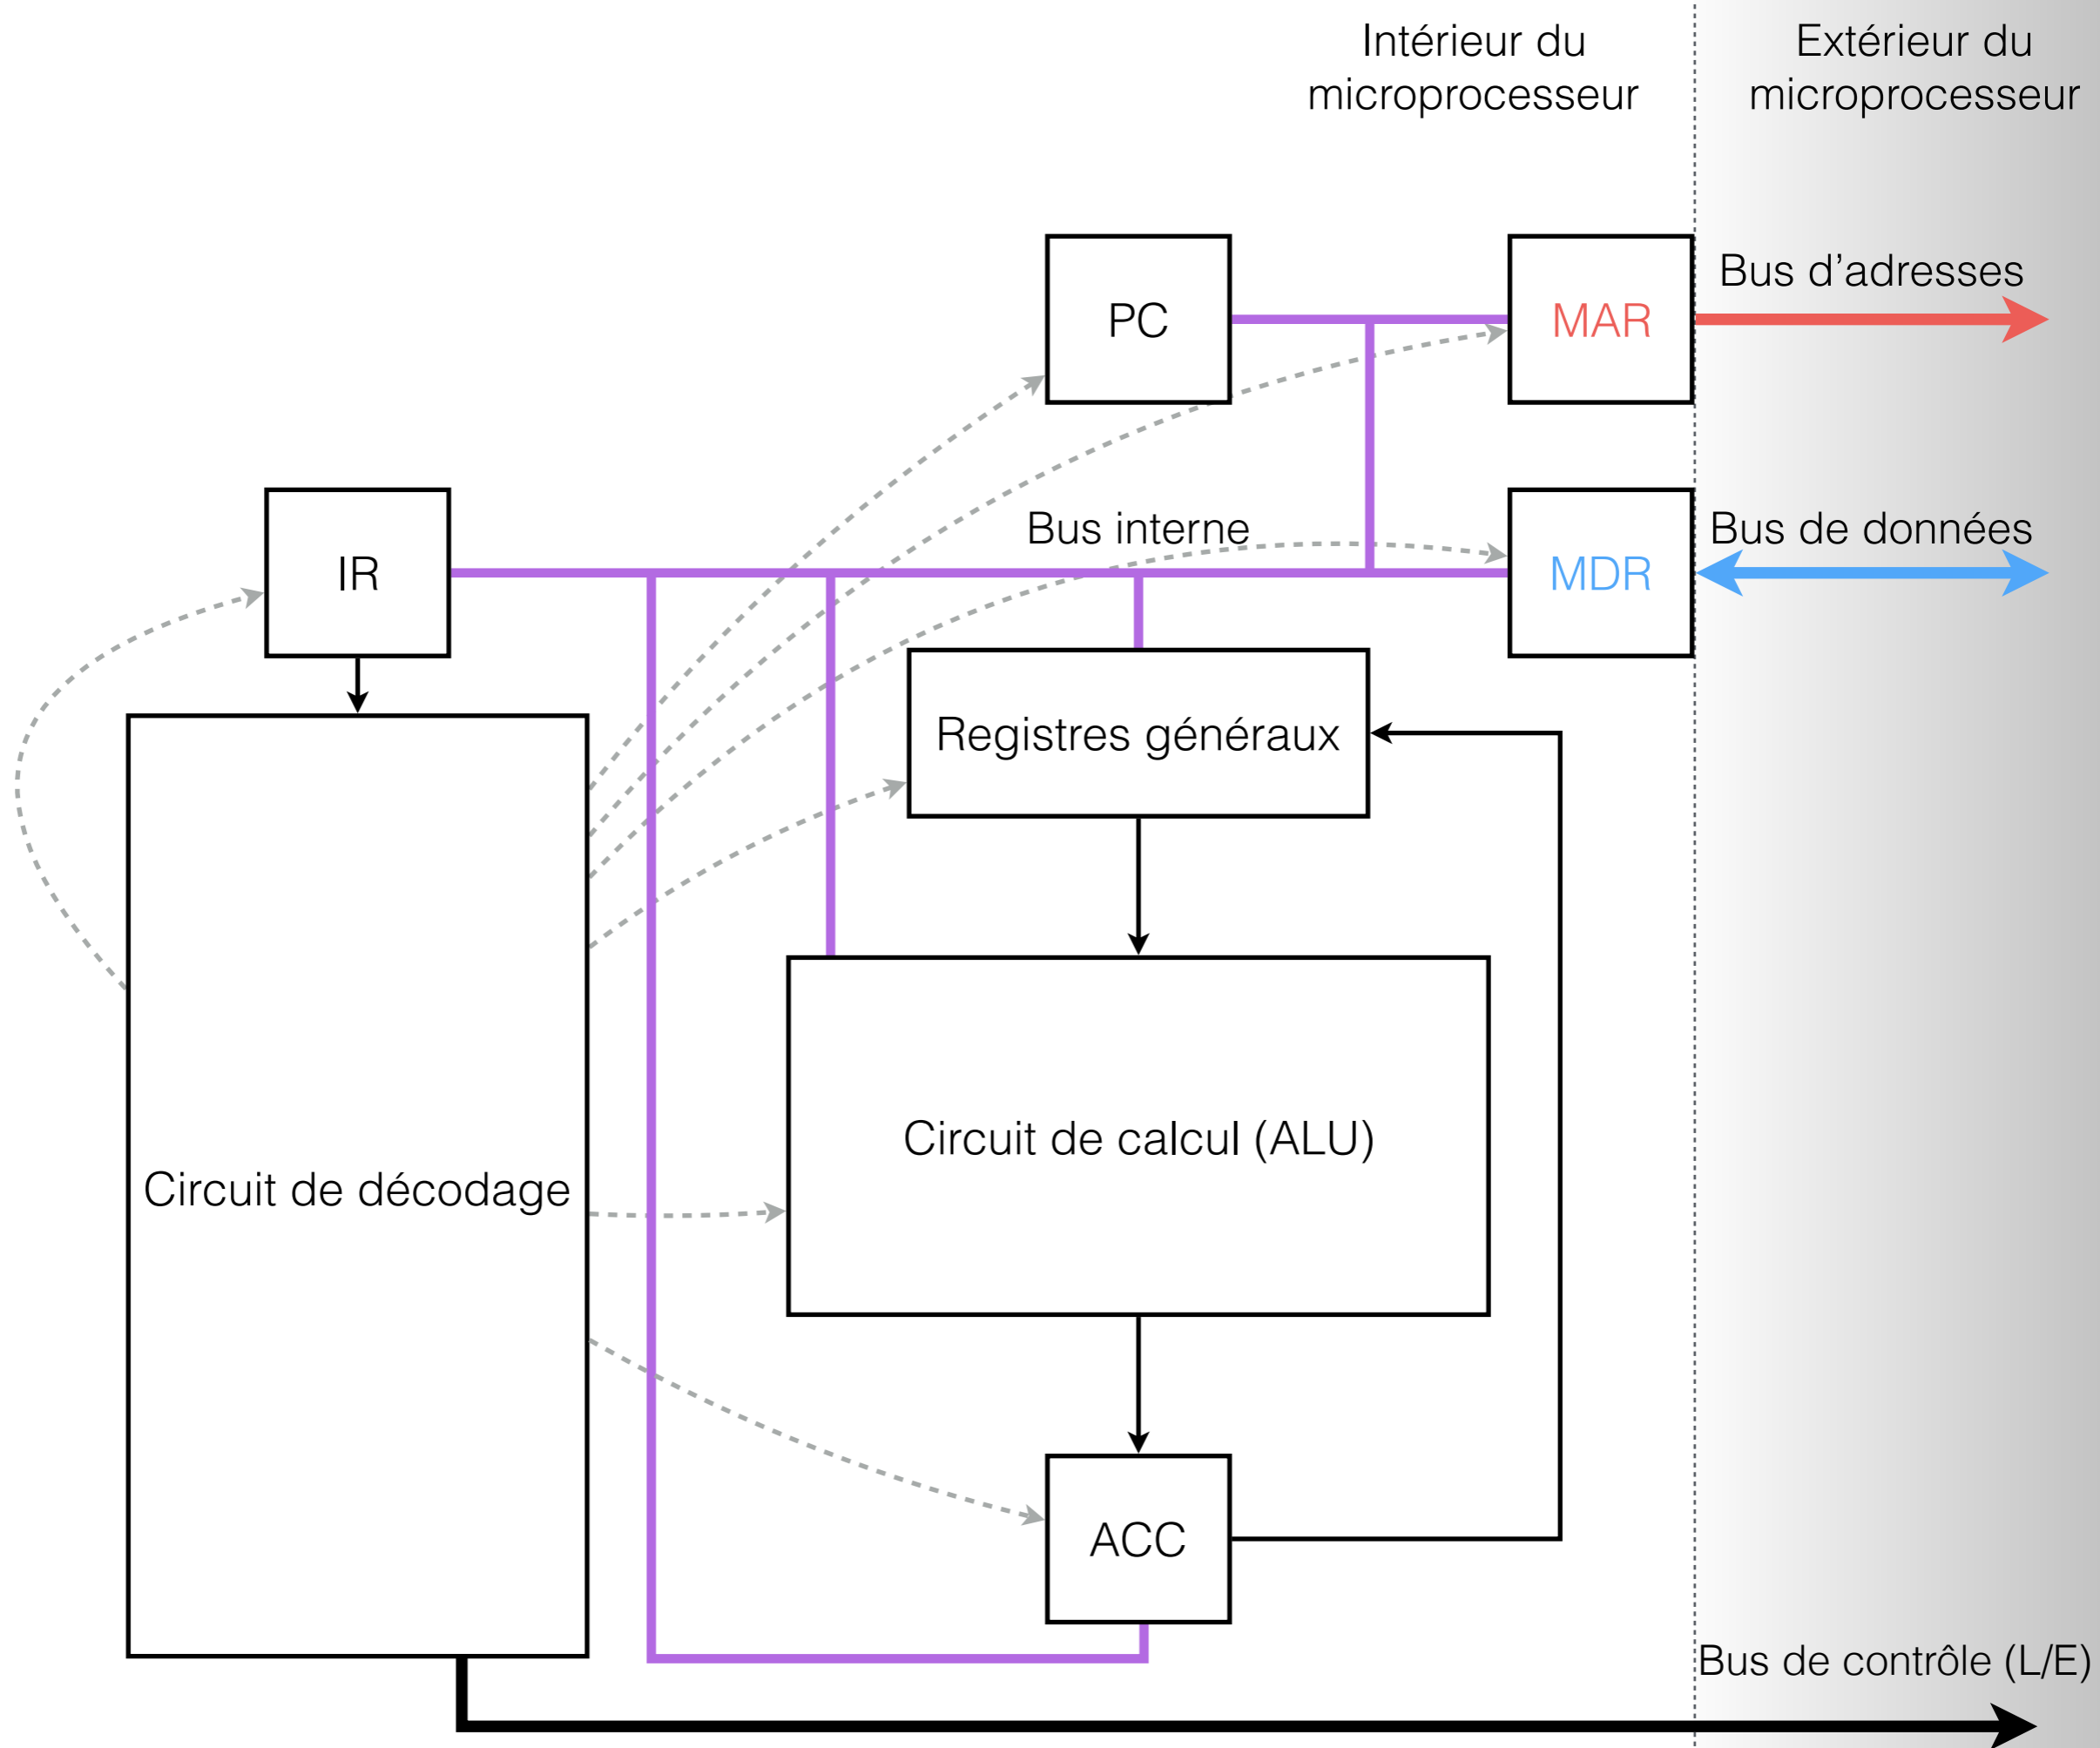 Intérieur du
microprocesseur
Extérieur du
microprocesseur
PC
MAR
Bus d’adresses
IR
Bus interne
MDR
Bus de données
Registres généraux
Circuit de calcul (ALU)
Circuit de décodage
ACC
Bus de contrôle (L/E)